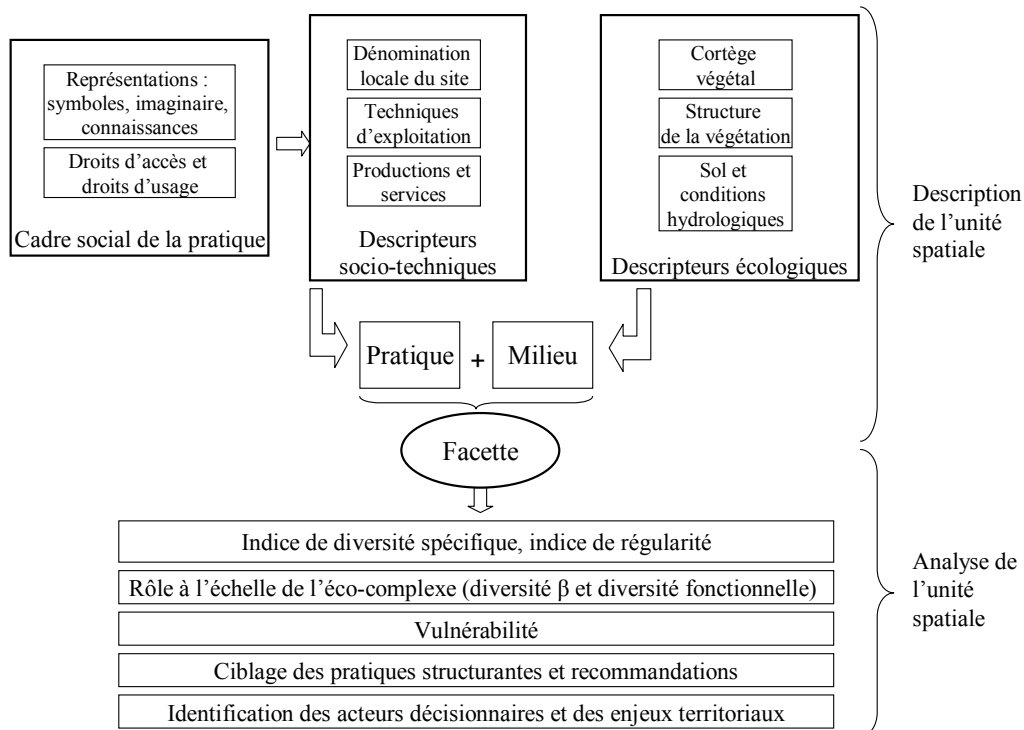 Représentations :
symboles, imaginaire,
connaissances
Droits d’accès et
droits d’usage
Cadre social de la pratique
Dénomination
locale du site
Techniques
d’exploitation
Productions et
services
Descripteurs
socio-techniques
Cortège
végétal
Structure
de la végétation
Sol et
conditions
hydrologiques
Descripteurs écologiques
Description
de l’unité
spatiale
Pratique
+
Milieu
Facette
Indice de diversité spécifique, indice de régularité
Rôle à l’échelle de l’éco-complexe (diversité β et diversité fonctionnelle)
Vulnérabilité
Ciblage des pratiques structurantes et recommandations
Identification des acteurs décisionnaires et des enjeux territoriaux
Analyse de
l’unité
spatiale